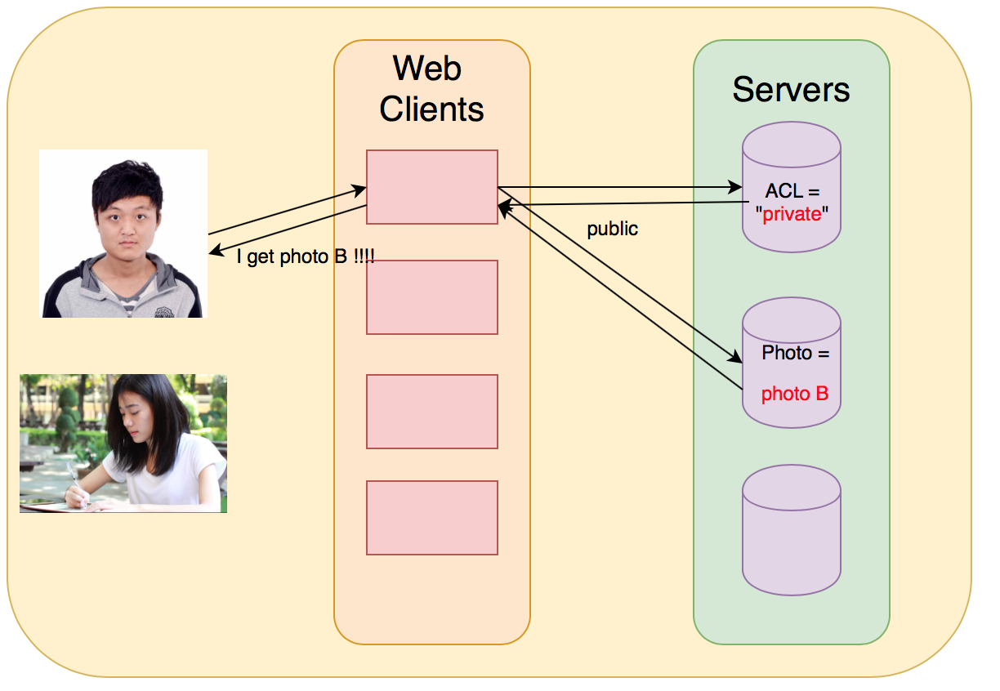 Web
Clients
Servers
ACL =
"private"
public
I get photo B !!!!
Photo =
photo B